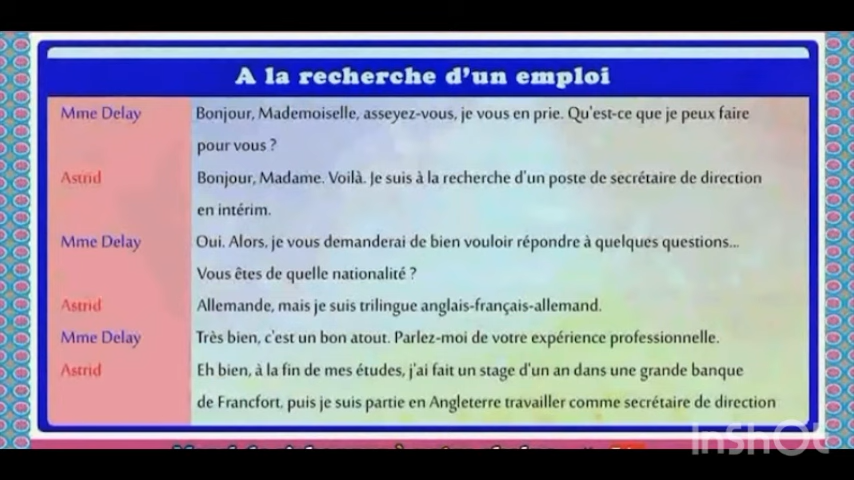 A la recherche d'un emploi
Mme Delay Bonjour, Mademoiselle, asseyez-vous, je vous en prie. Qu'est-ce que je peux faire
pour vous ?
Astrid Bonjour, Madame. Voilà. Je suis à la recherche d'un poste de secrétaire de direction
en intérim.
Mme Delay Oui. Alors, je vous demanderai de bien vouloir répondre à quelques questions...
Vous êtes de quelle nationalité ?
Astrid Allemande, mais je suis trilingue anglais-français-allemand.
Mme Delay Très bien, c'est un bon atout. Parlez-moi de votre expérience professionnelle.
Astrid Eh bien, à la fin de mes études, j'ai fait un stage d'un an dans une grande banque
de Francfort, puis je suis partie en Angleterre travailler comme secrétaire de direction
InShOt